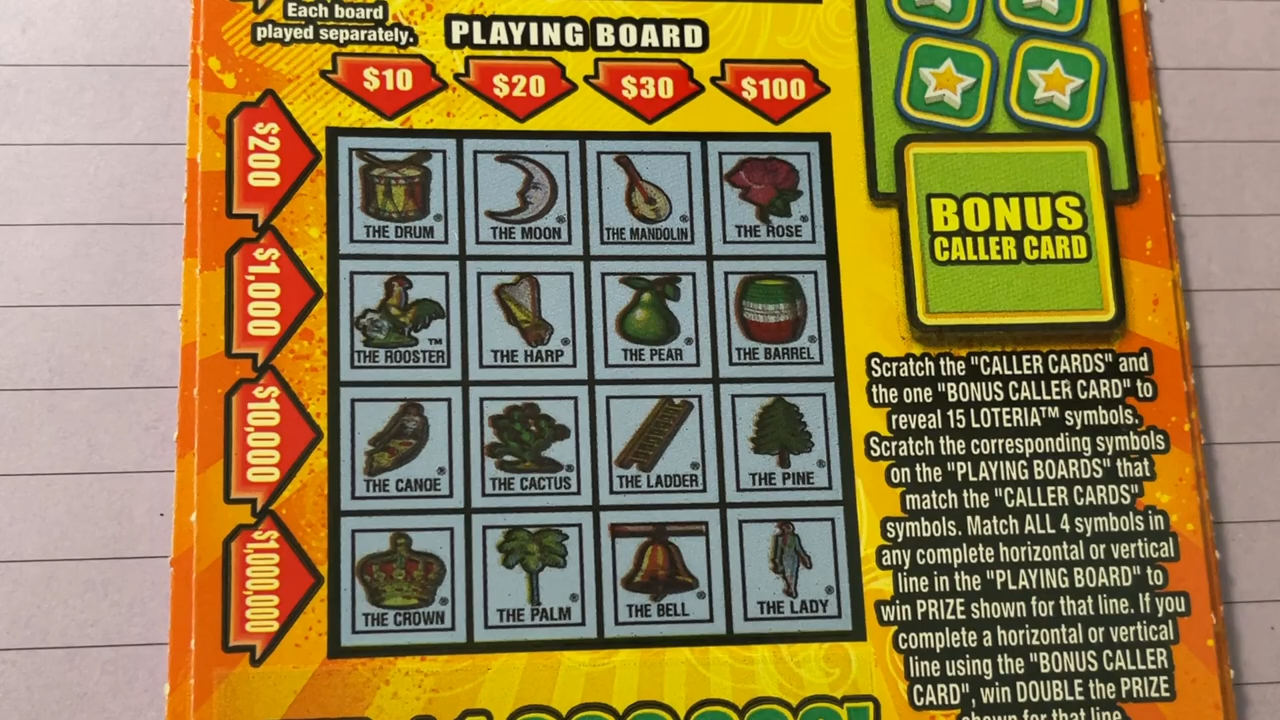 Each board
played separately.
PLAYING BOARD
$10
$20
$30
$100
$200
$1,000
$10,000
$1,000,000
THE DRUM®
THE MOON®
THE MANDOLIN®
THE ROSE®
THE ROOSTER™
THE HARP®
THE PEAR®
THE BARREL®
THE CANOE®
THE CACTUS®
THE LADDER®
THE PINE®
THE CROWN®
THE PALM®
THE BELL®
THE LADY®
BONUS
CALLER CARD
Scratch the "CALLER CARDS" and
the one "BONUS CALLER CARD" to
reveal 15 LOTERIA™ symbols.
Scratch the corresponding symbols
on the "PLAYING BOARDS" that
match the "CALLER CARDS"
symbols. Match ALL 4 symbols in
any complete horizontal or vertical
line in the "PLAYING BOARD" to
win PRIZE shown for that line. If you
complete a horizontal or vertical
line using the "BONUS CALLER
CARD", win DOUBLE the PRIZE
shown for that line.